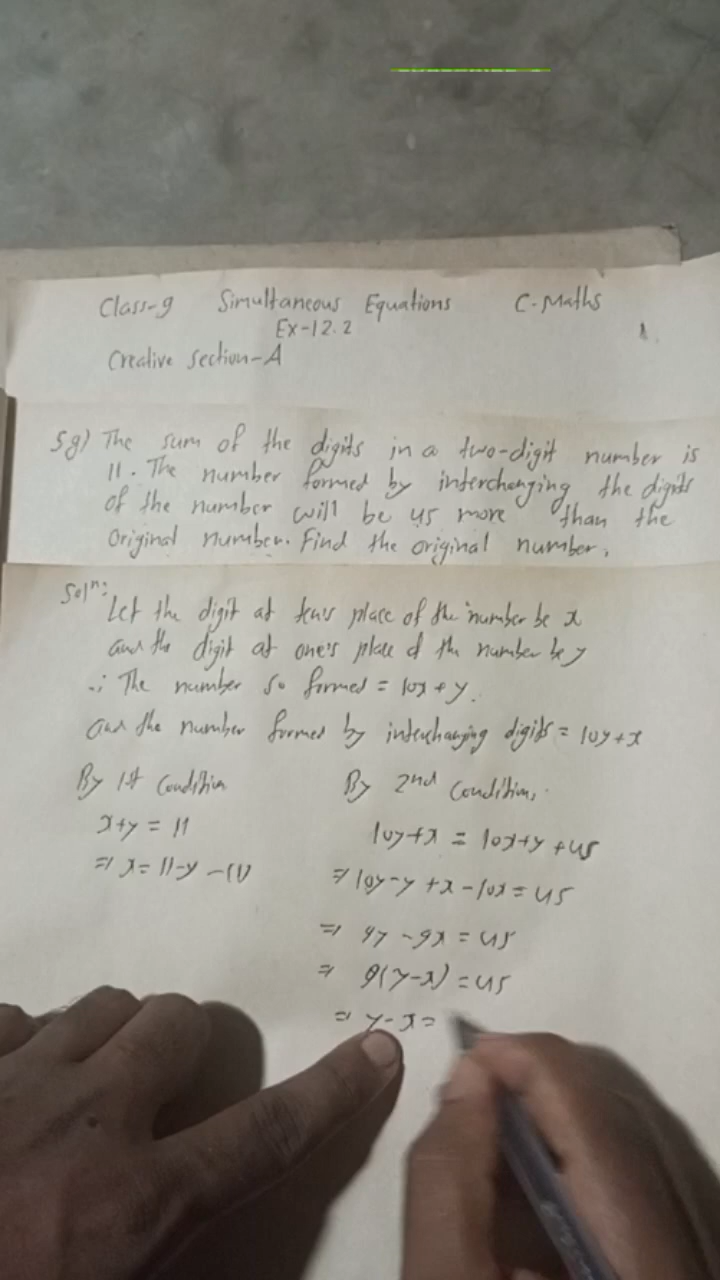 Class-9 Simultaneous Equations C. Maths
Ex-12.2
Creative section-A
5g) The sum of the digits in a two-digit number is
11. The number formed by interchanging the digits
of the number will be 45 more than the
Original number. Find the original number.
Solⁿ:
Let the digit at ten's place of the number be x
and the digit at one's place of the number be y
∴ The number so formed = 10x + y.
and the number formed by interchanging digits = 10y + x
By 1st Condition
x+y = 11
⇒ x = 11-y -(1)
By 2nd Condition,
10y+x = 10x+y +45
⇒ 10y-y +x-10x = 45
⇒ 9y -9x = 45
⇒ 9(y-x) = 45
⇒ y-x =